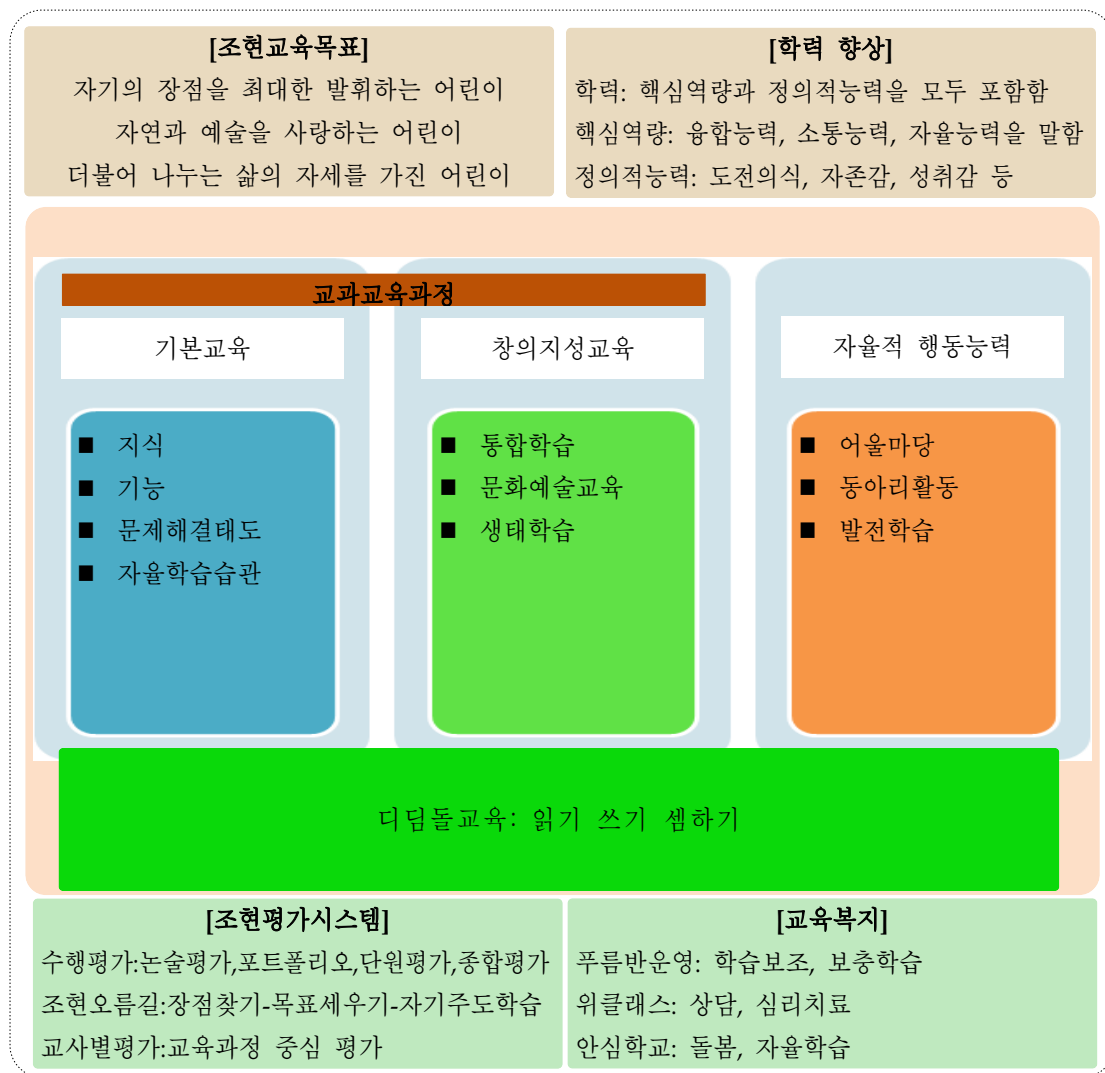 [조현교육목표]
자기의 장점을 최대한 발휘하는 어린이
자연과 예술을 사랑하는 어린이
더불어 나누는 삶의 자세를 가진 어린이
[학력 향상]
학력: 핵심역량과 정의적능력을 모두 포함함
핵심역량: 융합능력, 소통능력, 자율능력을 말함
정의적능력: 도전의식, 자존감, 성취감 등
교과교육과정
기본교육
■ 지식
■ 기능
■ 문제해결태도
■ 자율학습습관
창의지성교육
■ 통합학습
■ 문화예술교육
■ 생태학습
자율적 행동능력
■ 어울마당
■ 동아리활동
■ 발전학습
디딤돌교육: 읽기 쓰기 셈하기
[조현평가시스템]
수행평가:논술평가,포트폴리오,단원평가,종합평가
조현오름길:장점찾기-목표세우기-자기주도학습
교사별평가:교육과정 중심 평가
[교육복지]
푸름반운영: 학습보조, 보충학습
위클래스: 상담, 심리치료
안심학교: 돌봄, 자율학습